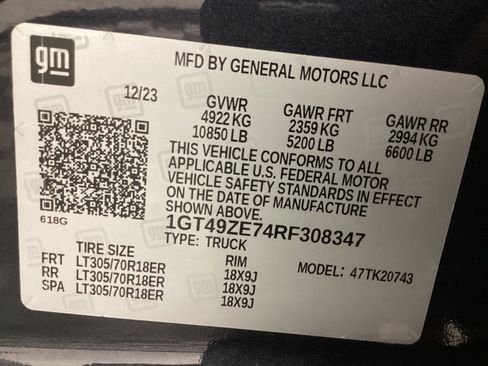 gm
MFD BY GENERAL MOTORS LLC
12/23
GVWR GAWR FRT GAWR RR
4922 KG 2359 KG 2994 KG
10850 LB 5200 LB 6600 LB
THIS VEHICLE CONFORMS TO ALL
APPLICABLE U.S. FEDERAL MOTOR
VEHICLE SAFETY STANDARDS IN EFFECT
ON THE DATE OF MANUFACTURE
SHOWN ABOVE.
618G
1GT49ZE74RF308347
TYPE: TRUCK
TIRE SIZE RIM MODEL: 47TK20743
FRT LT305/70R18ER 18X9J
RR LT305/70R18ER 18X9J
SPA LT305/70R18ER 18X9J